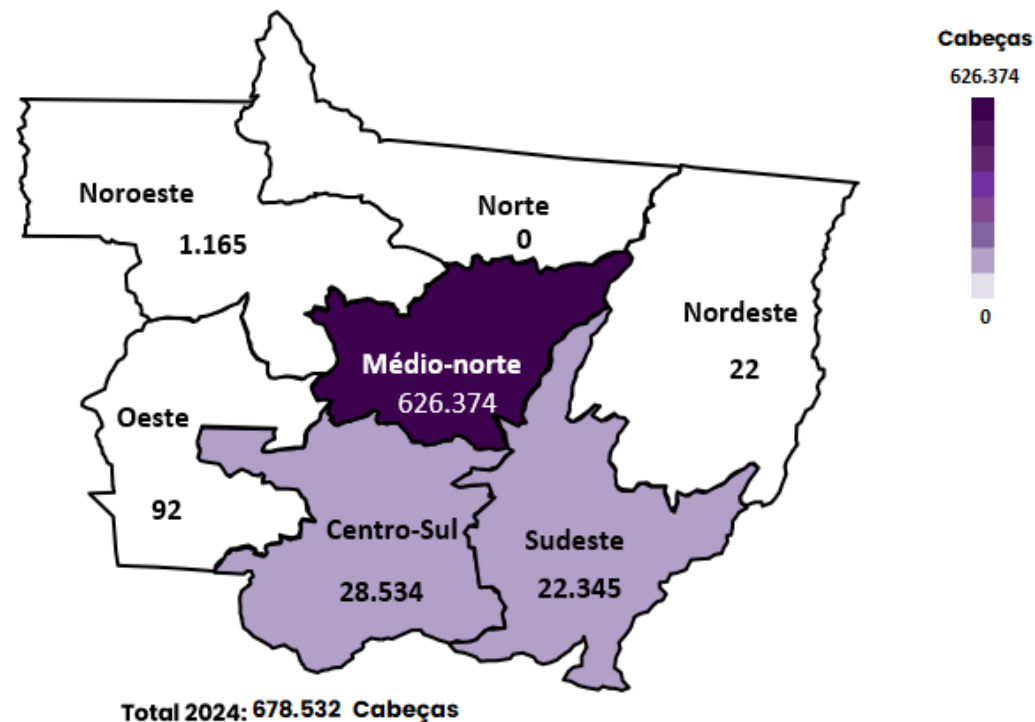 Cabeças
626.374
0
Noroeste
1.165
Norte
0
Nordeste
22
Médio-norte
626.374
Oeste
92
Centro-Sul
28.534
Sudeste
22.345
Total 2024: 678.532 Cabeças